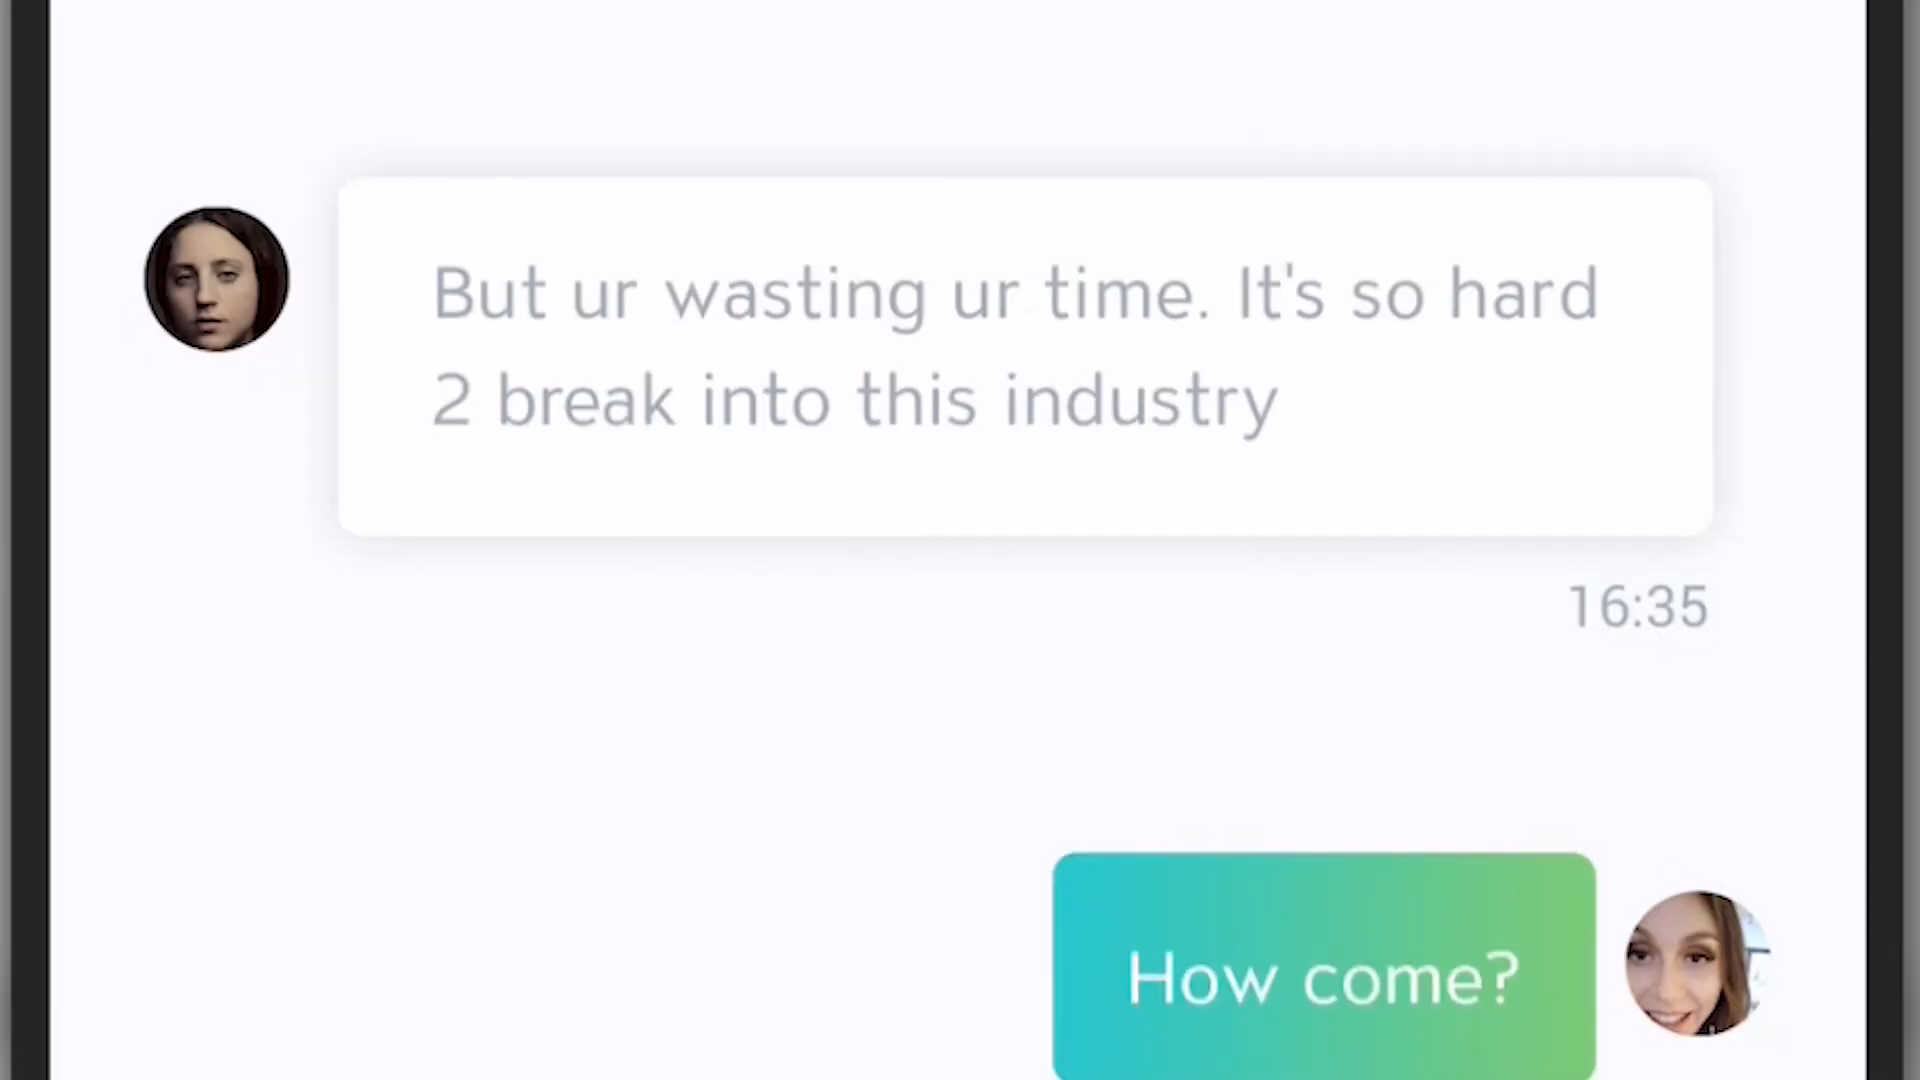 But ur wasting ur time. It's so hard
2 break into this industry
16:35
How come?